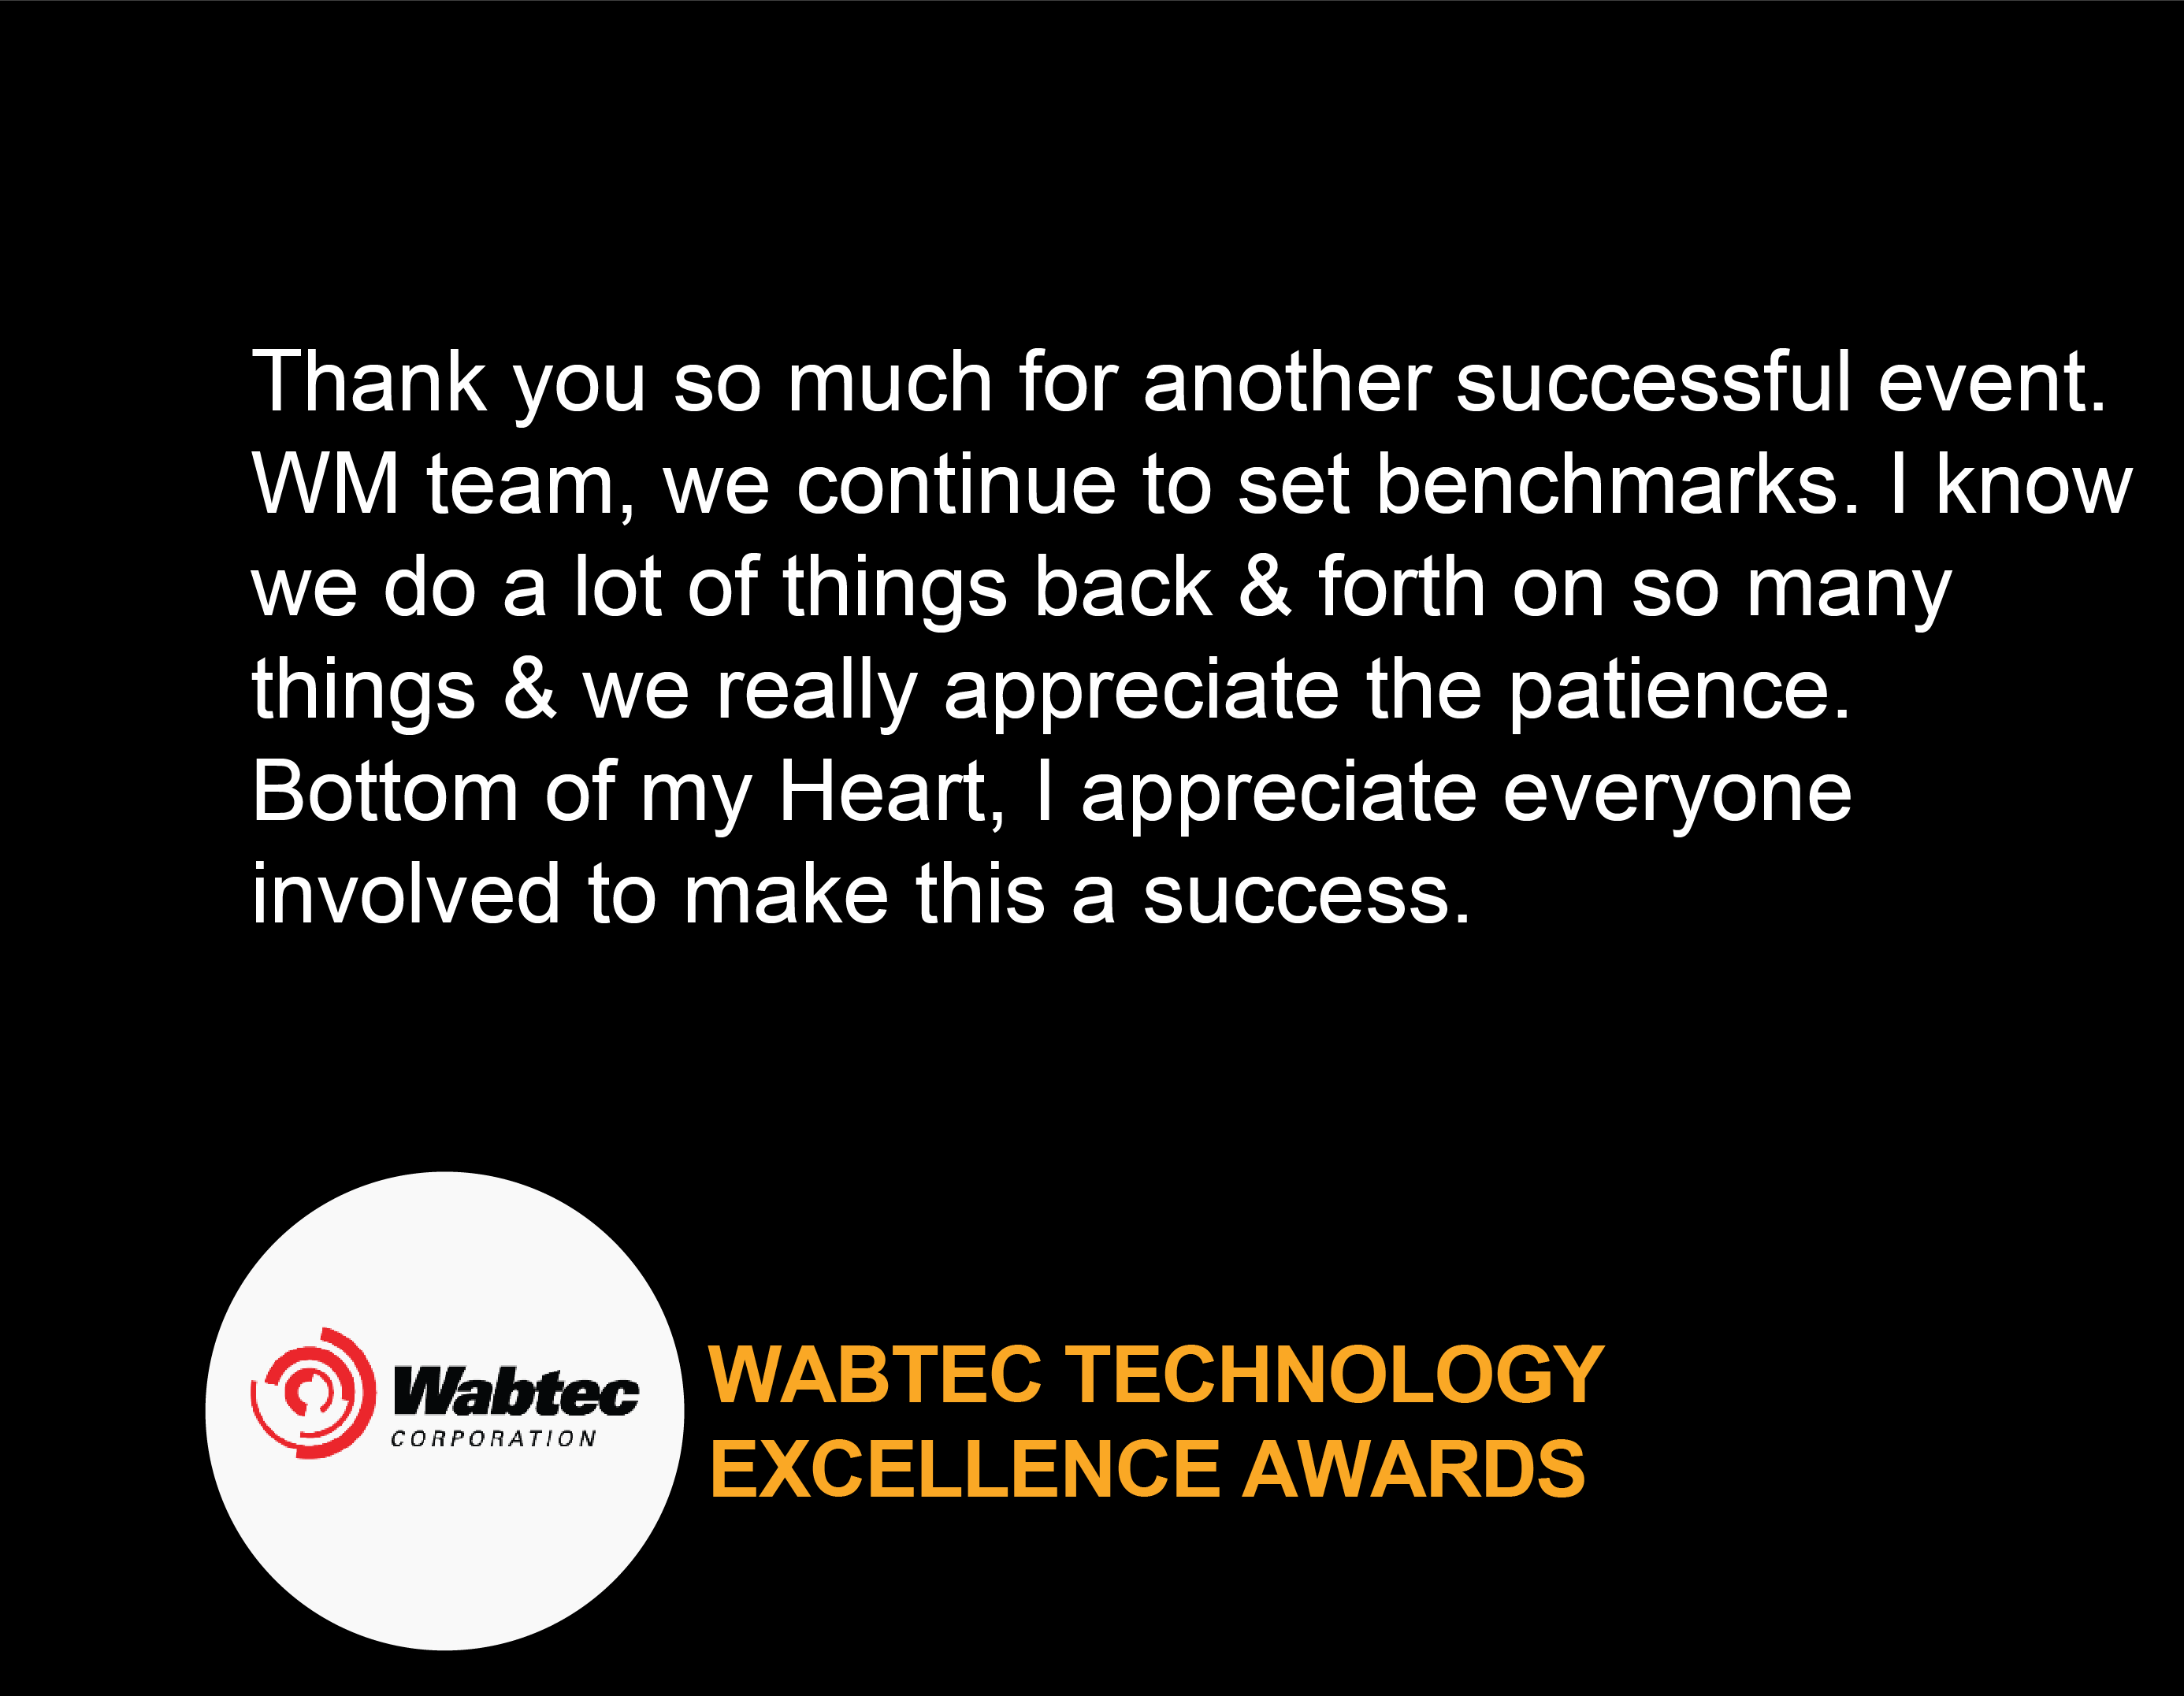 Thank you so much for another successful event.
WM team, we continue to set benchmarks. I know
we do a lot of things back & forth on so many
things & we really appreciate the patience.
Bottom of my Heart, I appreciate everyone
involved to make this a success.
Wabtec
CORPORATION
WABTEC TECHNOLOGY
EXCELLENCE AWARDS